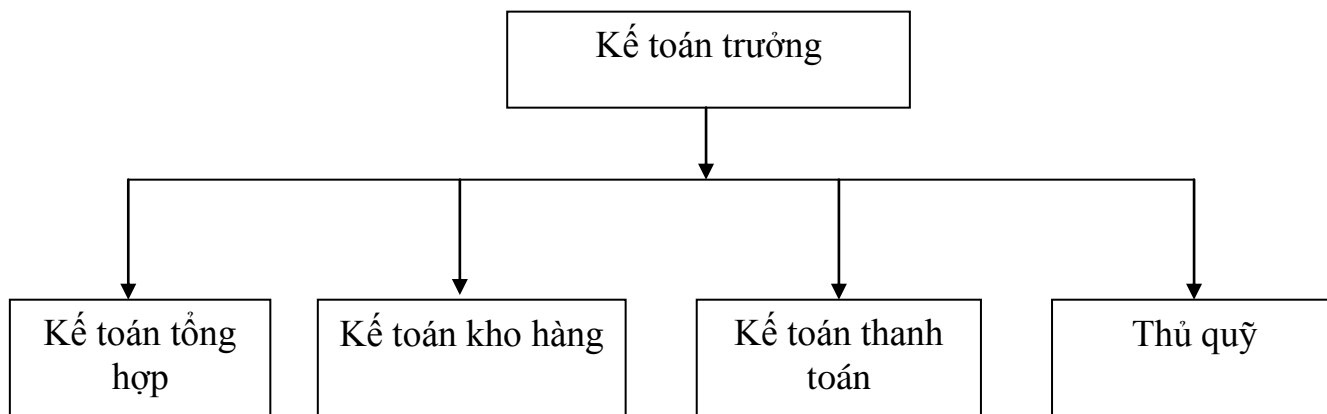 Kế toán trưởng
Kế toán tổng
hợp
Kế toán kho hàng
Kế toán thanh
toán
Thủ quỹ